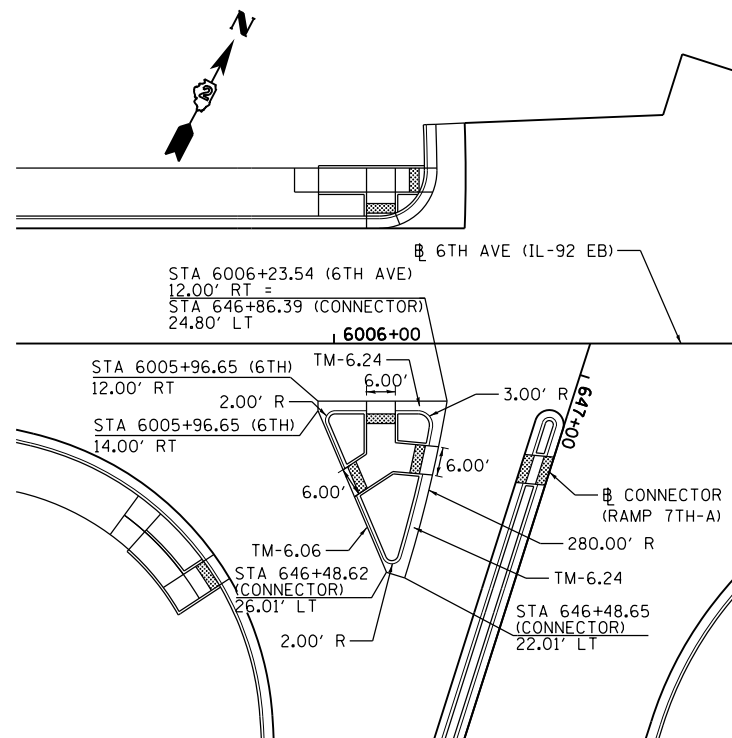 N
2
℄ 6TH AVE (IL-92 EB)
STA 6006+23.54 (6TH AVE)
12.00' RT =
STA 646+86.39 (CONNECTOR)
24.80' LT
6006+00
STA 6005+96.65 (6TH)
12.00' RT
TM-6.24
6.00'
2.00' R
3.00' R
647+00
STA 6005+96.65 (6TH)
14.00' RT
6.00'
6.00'
℄ CONNECTOR
(RAMP 7TH-A)
280.00' R
TM-6.06
TM-6.24
STA 646+48.62
(CONNECTOR)
26.01' LT
STA 646+48.65
(CONNECTOR)
22.01' LT
2.00' R